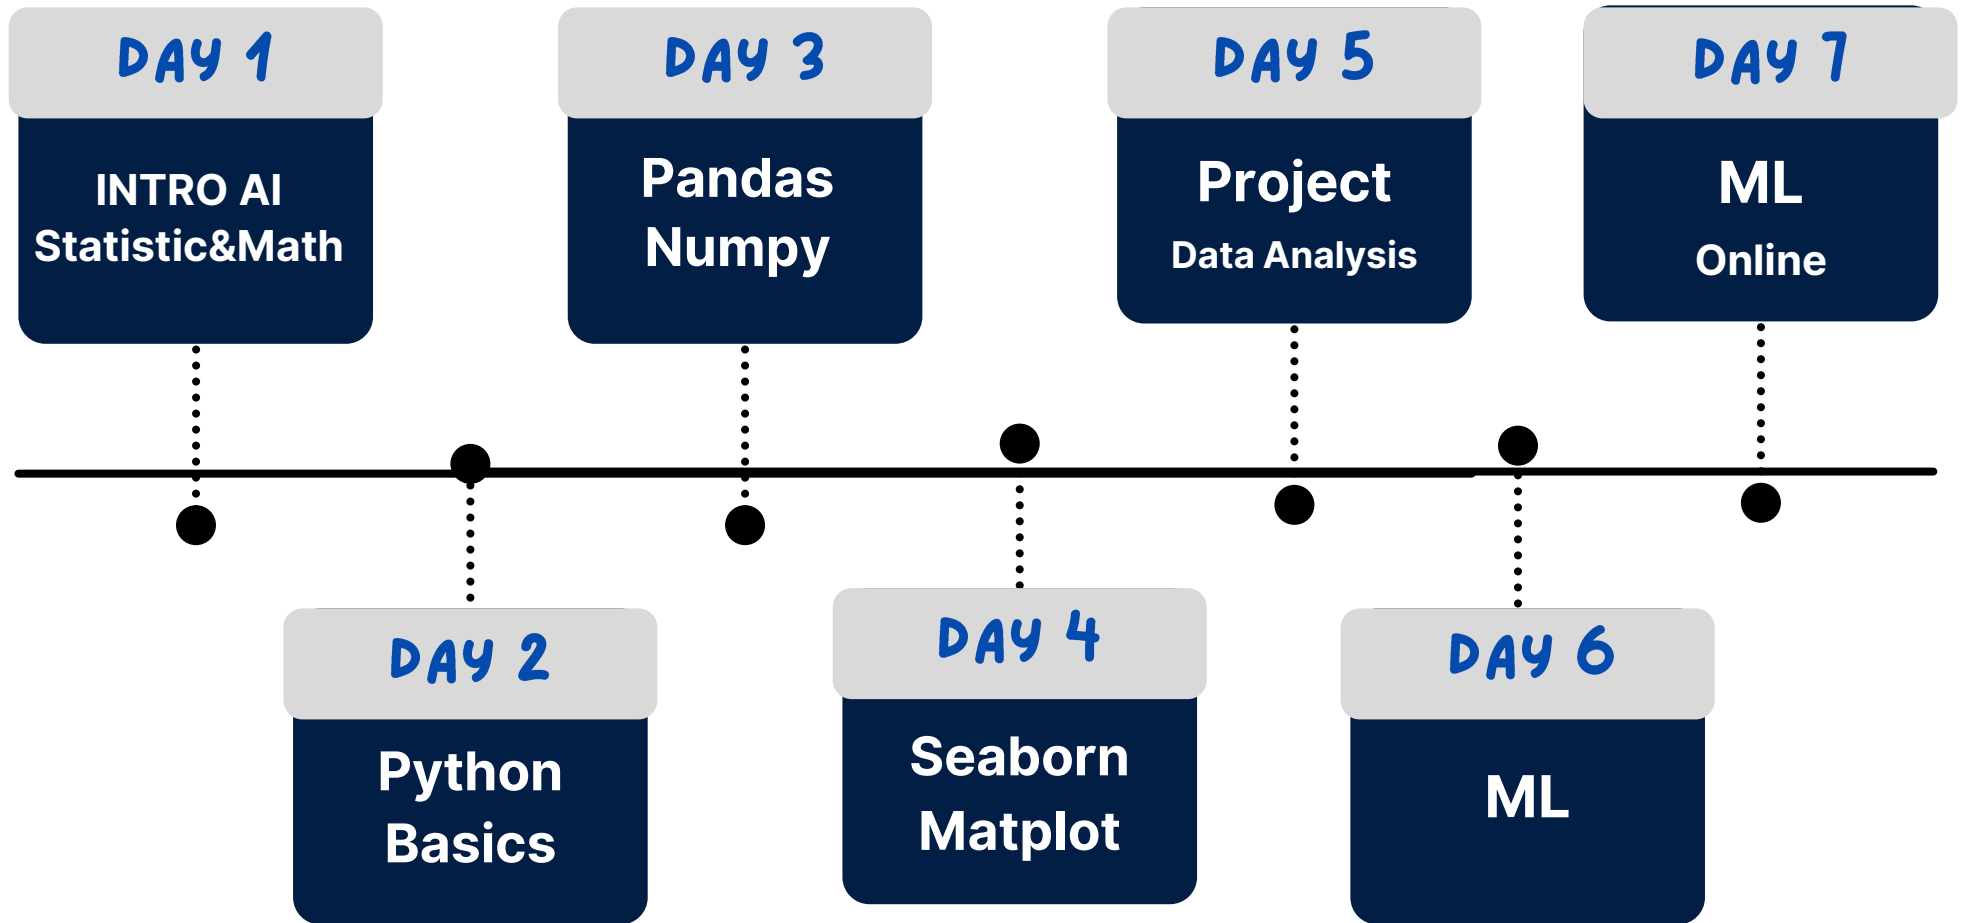 DAY 1
INTRO AI
Statistic&Math
DAY 2
Python
Basics
DAY 3
Pandas
Numpy
DAY 4
Seaborn
Matplot
DAY 5
Project
Data Analysis
DAY 6
ML
DAY 7
ML
Online